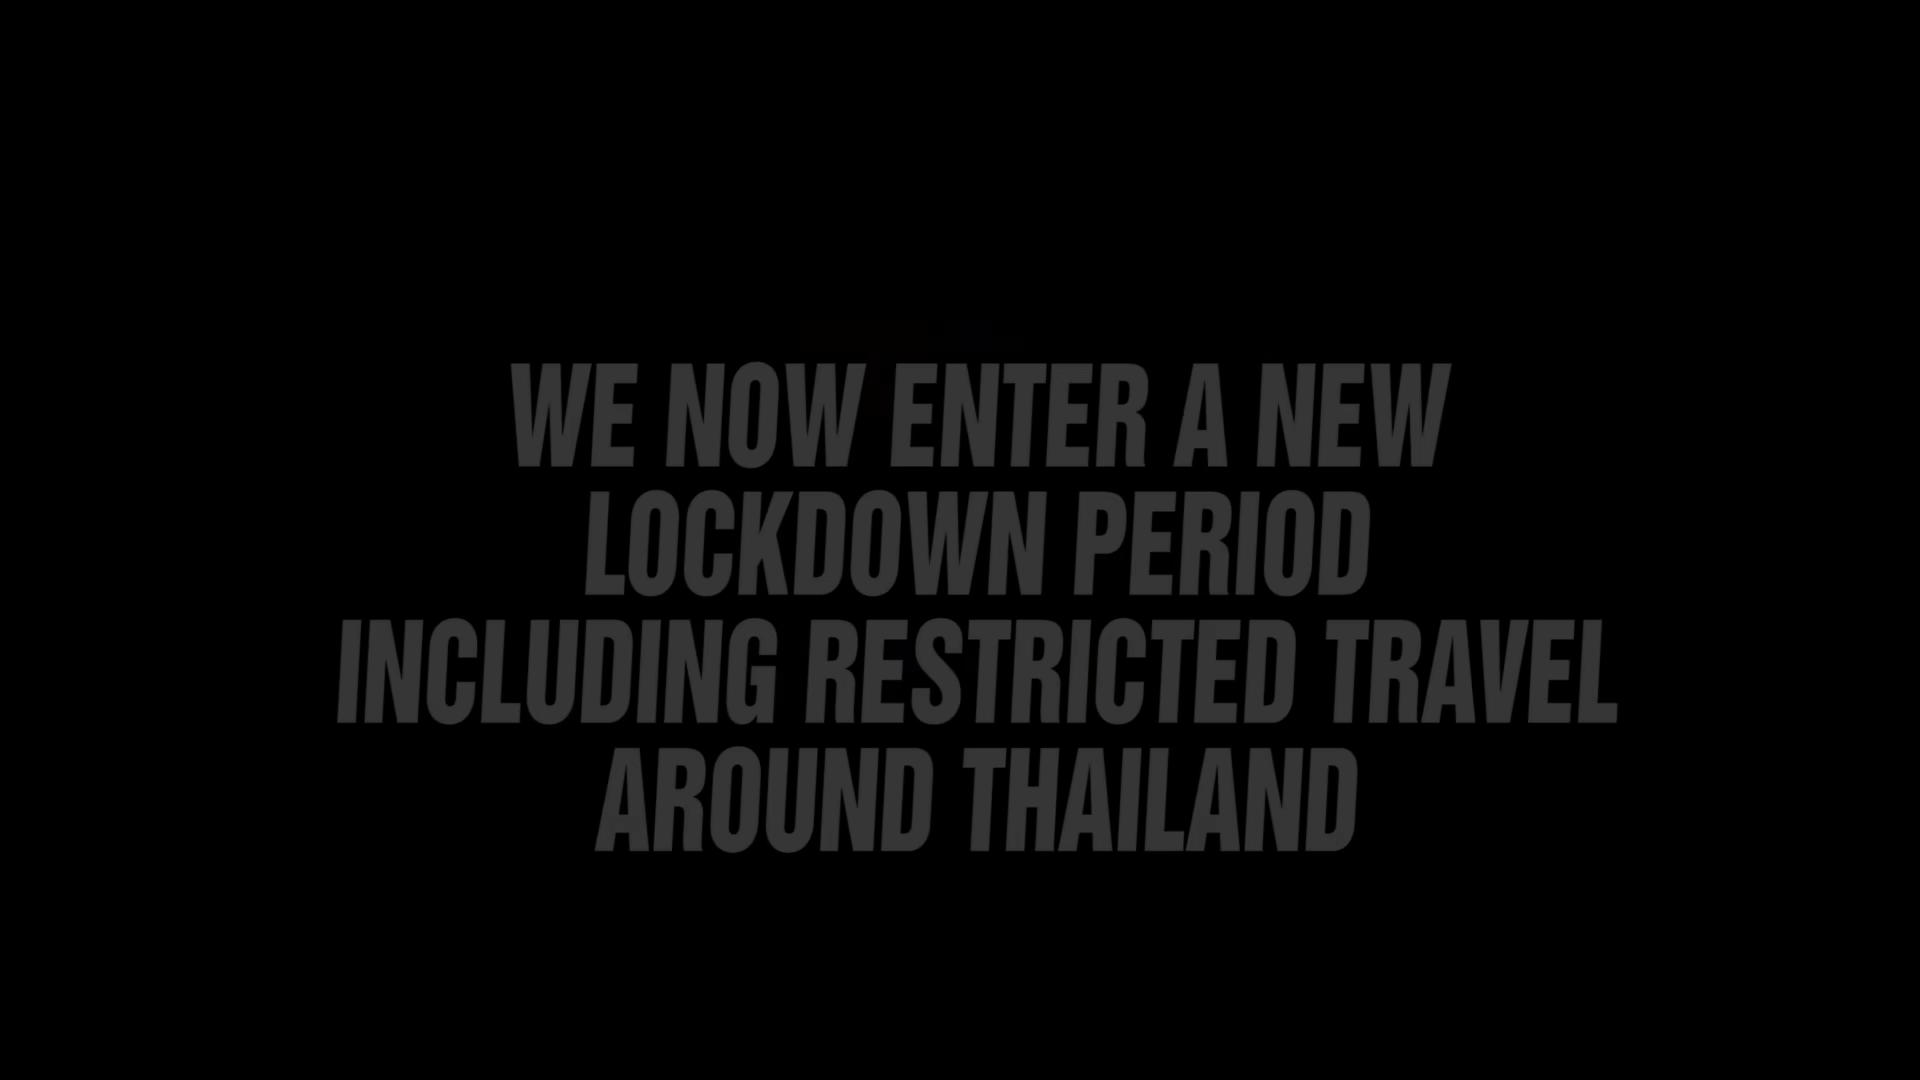 WE NOW ENTER A NEW
LOCKDOWN PERIOD
INCLUDING RESTRICTED TRAVEL
AROUND THAILAND